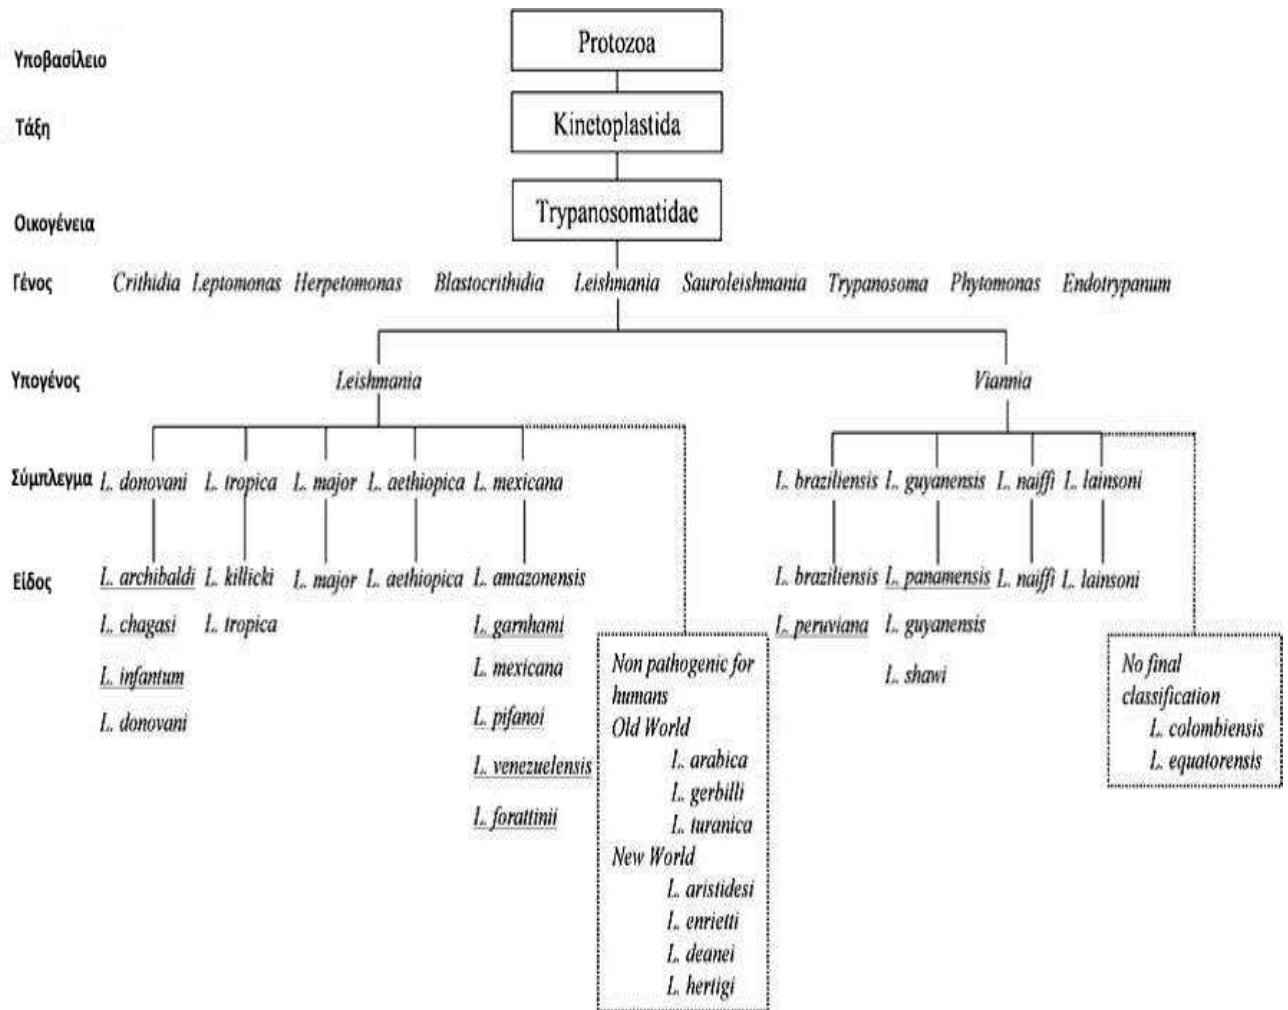 Υποβασίλειο
Protozoa
Τάξη
Kinetoplastida
Οικογένεια
Trypanosomatidae
Γένος Crithidia Leptomonas Herpetomonas Blastocrithidia Leishmania Sauroleishmania Trypanosoma Phytomonas Endotrypanum
Υπογένος Leishmania Viannia
Σύμπλεγμα L. donovani L. tropica L. major L. aethiopica L. mexicana L. braziliensis L. guyanensis L. naiffi L. lainsoni
Είδος L. archibaldi L. killicki L. major L. aethiopica L. amazonensis L. braziliensis L. panamensis L. naiffi L. lainsoni
L. chagasi L. tropica L. garnhami L. peruviana L. guyanensis
L. infantum L. mexicana L. shawi
L. donovani L. pifanoi
L. venezuelensis
L. forattinii
Non pathogenic for
humans
Old World
L. arabica
L. gerbilli
L. turanica
New World
L. aristidesi
L. enrietti
L. deanei
L. hertigi
No final
classification
L. colombiensis
L. equatorensis